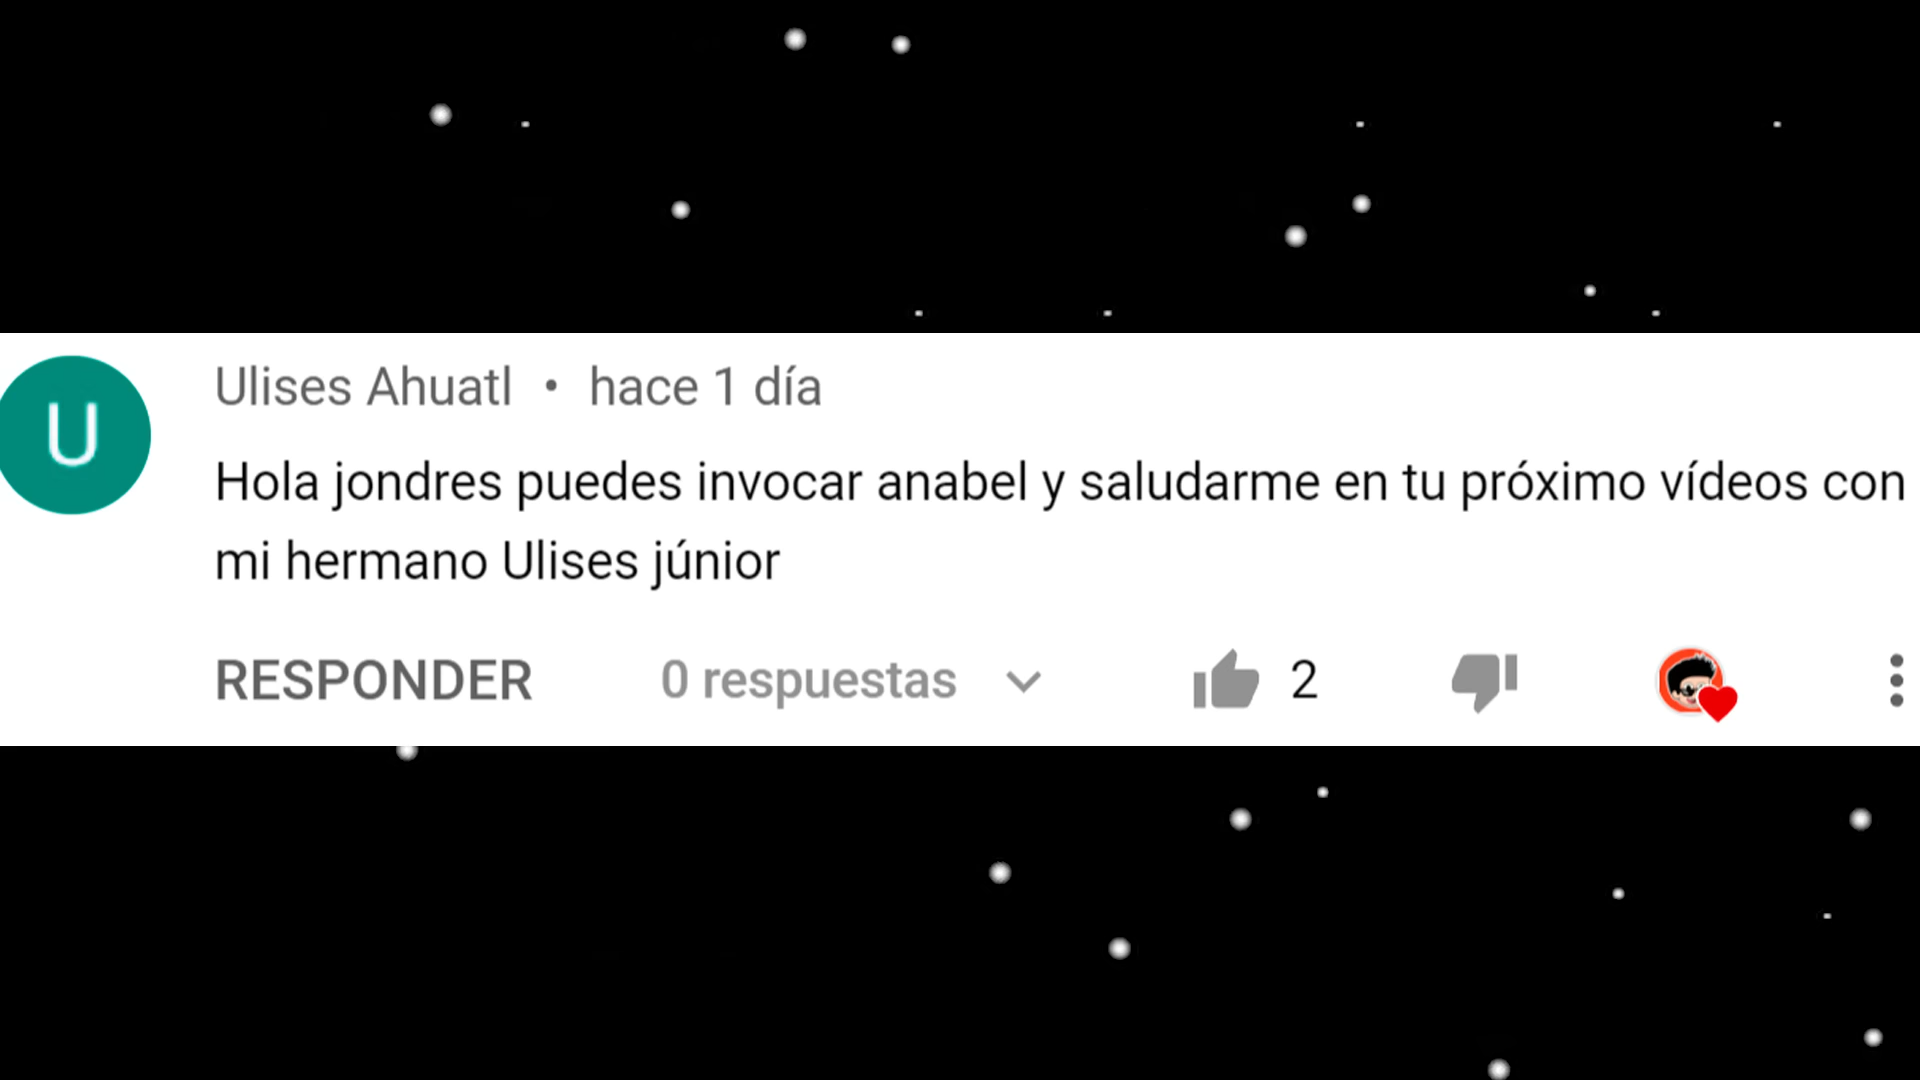 U
Ulises Ahuatl • hace 1 día
Hola jondres puedes invocar anabel y saludarme en tu próximo vídeos con
mi hermano Ulises júnior
RESPONDER 0 respuestas 2